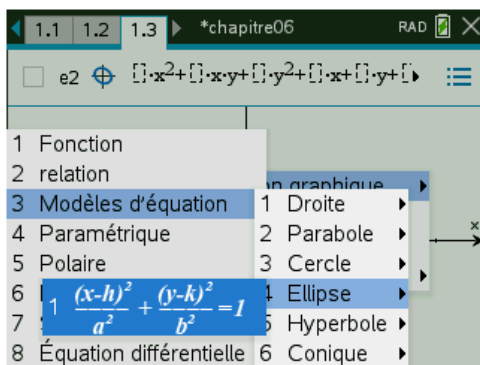 1.1 1.2 1.3 *chapitre06 RAD
e2 []·x²+[]·x·y+[]·y²+[]·x+[]·y+[]
1 Fonction
2 relation
on graphique
3 Modèles d'équation
1 Droite
4 Paramétrique
2 Parabole
x
5 Polaire
3 Cercle
6
1 (x-h)²/a² + (y-k)²/b² =1
4 Ellipse
7
5 Hyperbole
8 Équation différentielle
6 Conique